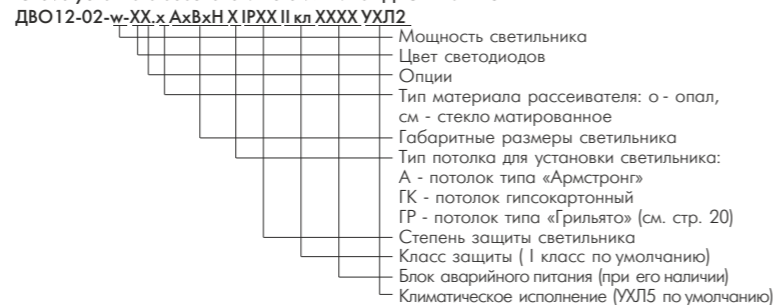 ДВО12-02-w-XX.x AxBxH X IPXX II кл XXXX УХЛ2
Мощность светильника
Цвет светодиодов
Опции
Тип материала рассеивателя: о - опал,
см - стекло матированное
Габаритные размеры светильника
Тип потолка для установки светильника:
А - потолок типа «Армстронг»
ГК - потолок гипсокартонный
ГР - потолок типа «Грильято» (см. стр. 20)
Степень защиты светильника
Класс защиты ( I класс по умолчанию)
Блок аварийного питания (при его наличии)
Климатическое исполнение (УХЛ5 по умолчанию)